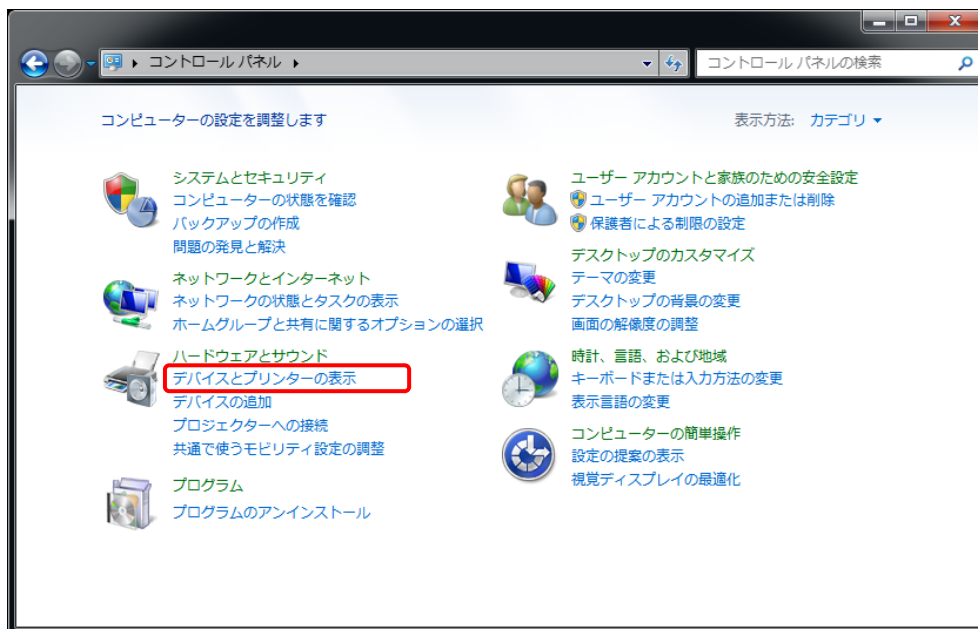 コントロール パネル
コントロール パネルの検索
コンピューターの設定を調整します
表示方法: カテゴリ
システムとセキュリティ
コンピューターの状態を確認
バックアップの作成
問題の発見と解決
ネットワークとインターネット
ネットワークの状態とタスクの表示
ホームグループと共有に関するオプションの選択
ハードウェアとサウンド
デバイスとプリンターの表示
デバイスの追加
プロジェクターへの接続
共通で使うモビリティ設定の調整
プログラム
プログラムのアンインストール
ユーザー アカウントと家族のための安全設定
ユーザー アカウントの追加または削除
保護者による制限の設定
デスクトップのカスタマイズ
テーマの変更
デスクトップの背景の変更
画面の解像度の調整
時計、言語、および地域
キーボードまたは入力方法の変更
表示言語の変更
コンピューターの簡単操作
設定の提案の表示
視覚ディスプレイの最適化